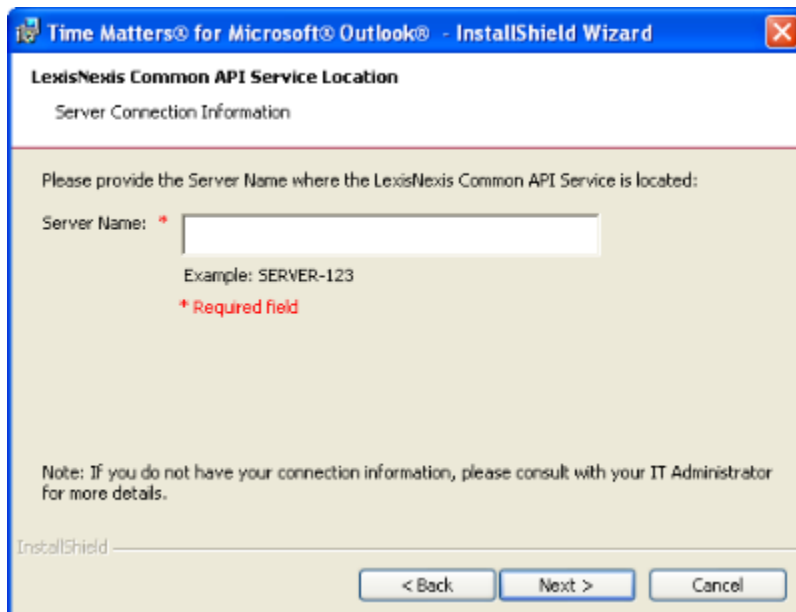 Time Matters® for Microsoft® Outlook® - InstallShield Wizard
LexisNexis Common API Service Location
Server Connection Information
Please provide the Server Name where the LexisNexis Common API Service is located:
Server Name: *
Example: SERVER-123
* Required field
Note: If you do not have your connection information, please consult with your IT Administrator
for more details.
InstallShield
< Back Next > Cancel